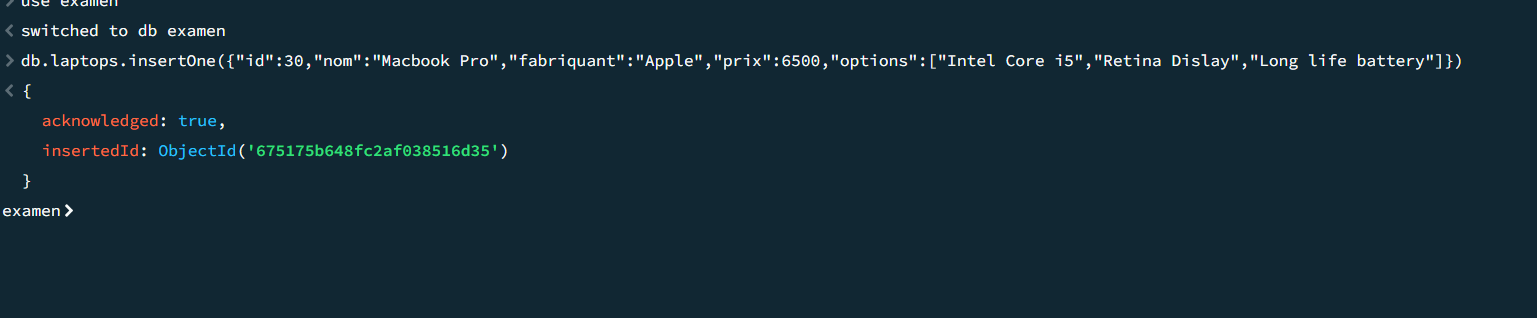 use examen
switched to db examen
db.laptops.insertOne({"id":30,"nom":"Macbook Pro","fabriquant":"Apple","prix":6500,"options":["Intel Core i5","Retina Dislay","Long life battery"]})
{
acknowledged: true,
insertedId: ObjectId('675175b648fc2af038516d35')
}
examen>